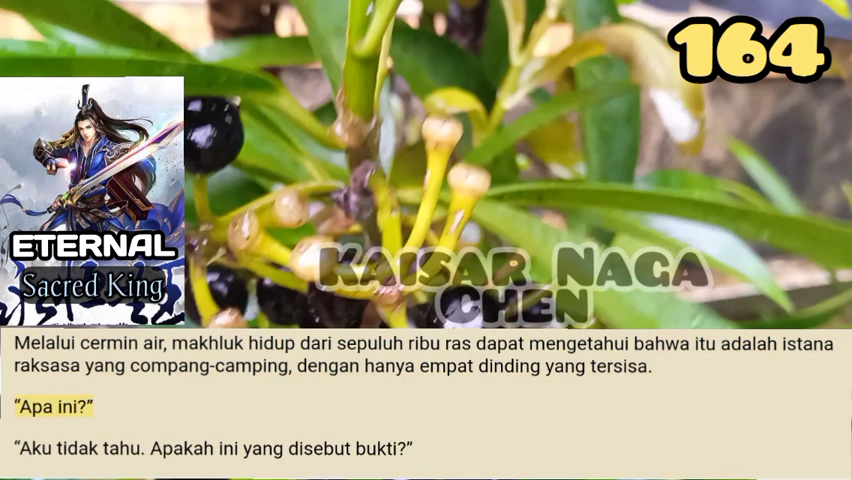 164
ETERNAL
Sacred King
KAISAR NAGA
CHEN
Melalui cermin air, makhluk hidup dari sepuluh ribu ras dapat mengetahui bahwa itu adalah istana
raksasa yang compang-camping, dengan hanya empat dinding yang tersisa.
“Apa ini?”
“Aku tidak tahu. Apakah ini yang disebut bukti?”